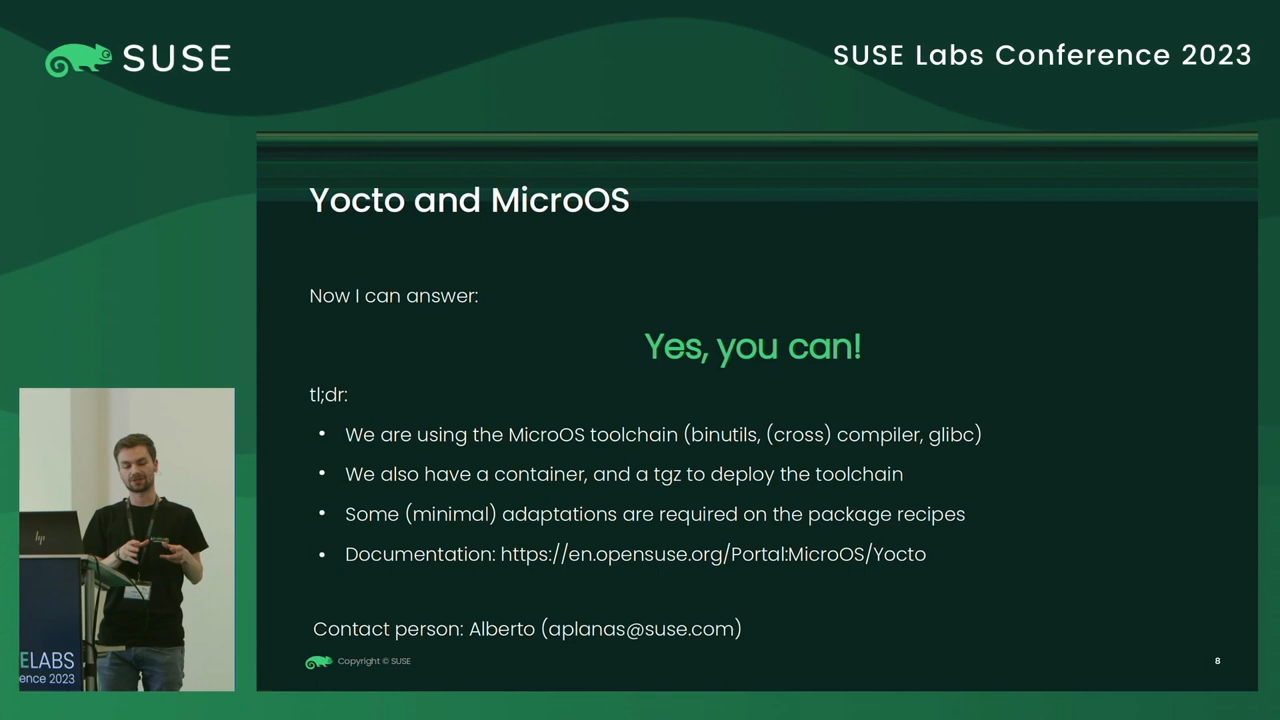 SUSE
SUSE Labs Conference 2023
Yocto and MicroOS
Now I can answer:
Yes, you can!
tl;dr:
• We are using the MicroOS toolchain (binutils, (cross) compiler, glibc)
• We also have a container, and a tgz to deploy the toolchain
• Some (minimal) adaptations are required on the package recipes
• Documentation: https://en.opensuse.org/Portal:MicroOS/Yocto
Contact person: Alberto (aplanas@suse.com)
Copyright © SUSE
8
hp
ELABS
ence 2023